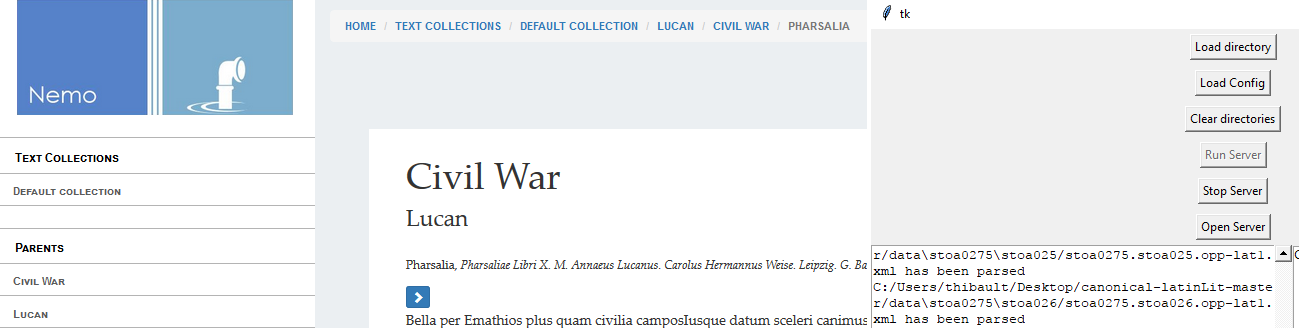 Nemo
Text Collections
Default collection
Parents
Civil War
Lucan
HOME / TEXT COLLECTIONS / DEFAULT COLLECTION / LUCAN / CIVIL WAR / PHARSALIA
Civil War
Lucan
Pharsalia, Pharsaliae Libri X. M. Annaeus Lucanus. Carolus Hermannus Weise. Leipzig. G. Ba
Bella per Emathios plus quam civilia camposIusque datum sceleri canimus
tk
Load directory
Load Config
Clear directories
Run Server
Stop Server
Open Server
r/data\stoa0275\stoa025/stoa0275.stoa025.opp-lat1.
xml has been parsed
C:/Users/thibault/Desktop/canonical-latinLit-maste
r/data\stoa0275\stoa026/stoa0275.stoa026.opp-lat1.
xml has been parsed